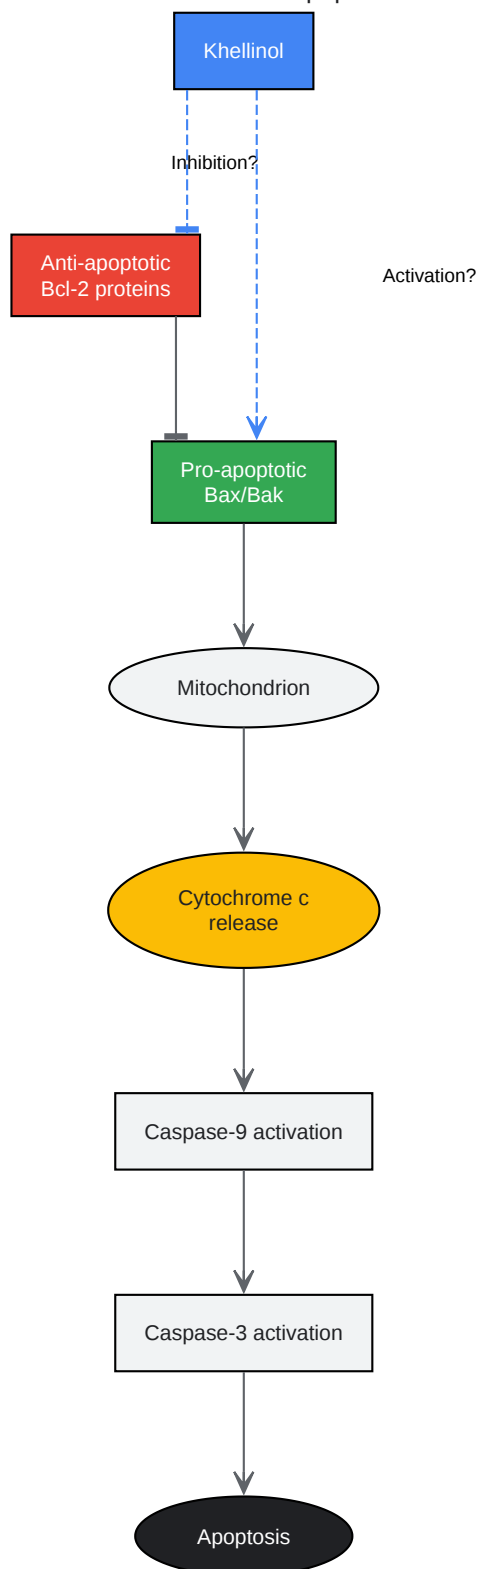 Khellinol
Inhibition?
Anti-apoptotic
Bcl-2 proteins
Activation?
Pro-apoptotic
Bax/Bak
Mitochondrion
Cytochrome c
release
Caspase-9 activation
Caspase-3 activation
Apoptosis